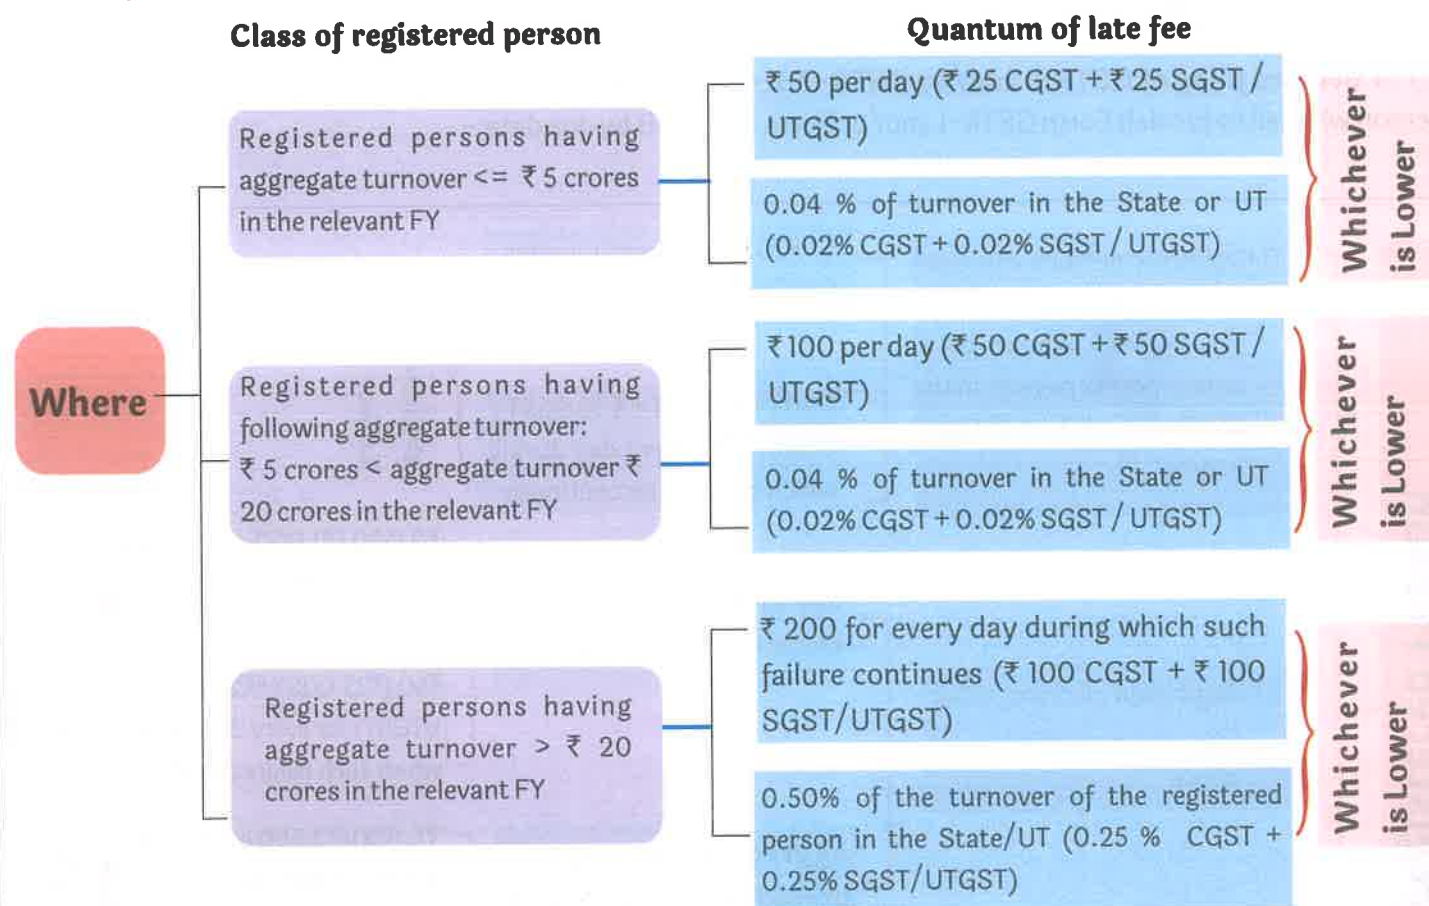 Class of registered person
Quantum of late fee
Where
Registered persons having
aggregate turnover <= ₹ 5 crores
in the relevant FY
₹ 50 per day (₹ 25 CGST + ₹ 25 SGST /
UTGST)
0.04 % of turnover in the State or UT
(0.02% CGST + 0.02% SGST / UTGST)
Whichever
is Lower
Registered persons having
following aggregate turnover:
₹ 5 crores < aggregate turnover ₹
20 crores in the relevant FY
₹ 100 per day (₹ 50 CGST + ₹ 50 SGST /
UTGST)
0.04 % of turnover in the State or UT
(0.02% CGST + 0.02% SGST / UTGST)
Whichever
is Lower
Registered persons having
aggregate turnover > ₹ 20
crores in the relevant FY
₹ 200 for every day during which such
failure continues (₹ 100 CGST + ₹ 100
SGST/UTGST)
0.50% of the turnover of the registered
person in the State/UT (0.25 % CGST +
0.25% SGST/UTGST)
Whichever
is Lower